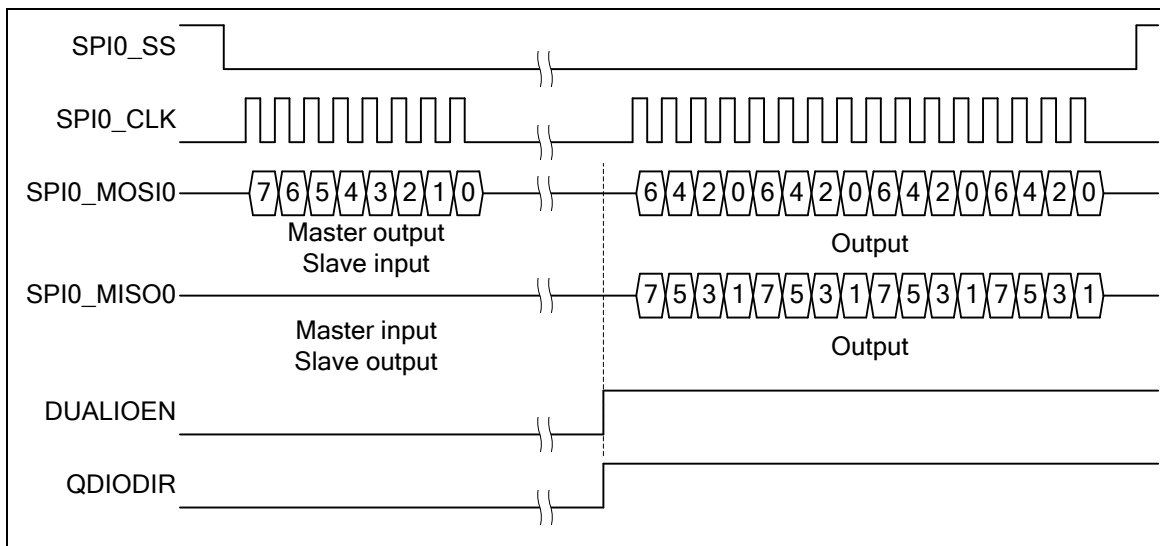 SPI0_SS
SPI0_CLK
SPI0_MOSI0
7 6 5 4 3 2 1 0
6 4 2 0 6 4 2 0 6 4 2 0 6 4 2 0
Master output
Slave input
Output
SPI0_MISO0
7 5 3 1 7 5 3 1 7 5 3 1 7 5 3 1
Master input
Slave output
Output
DUALIOEN
QDIODIR